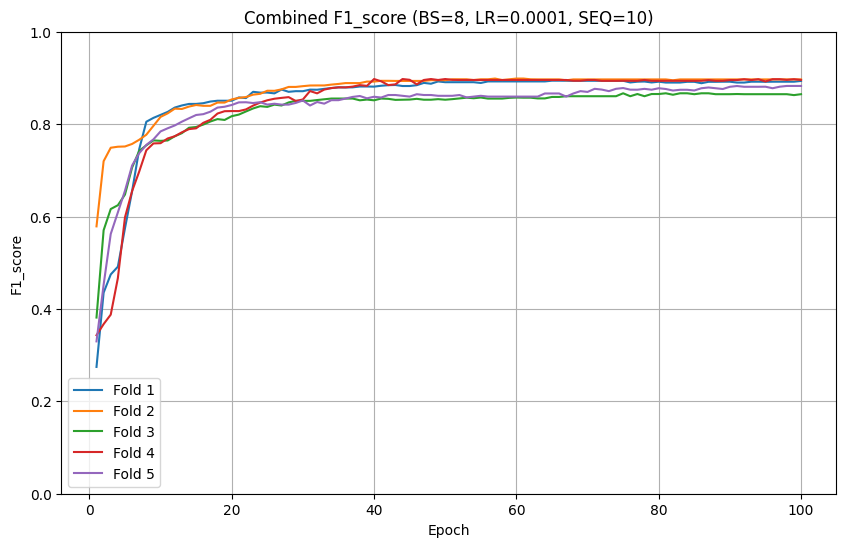 Combined F1_score (BS=8, LR=0.0001, SEQ=10)
1.0
0.8
0.6
0.4
0.2
0.0
F1_score
Fold 1
Fold 2
Fold 3
Fold 4
Fold 5
0 20 40 60 80 100
Epoch